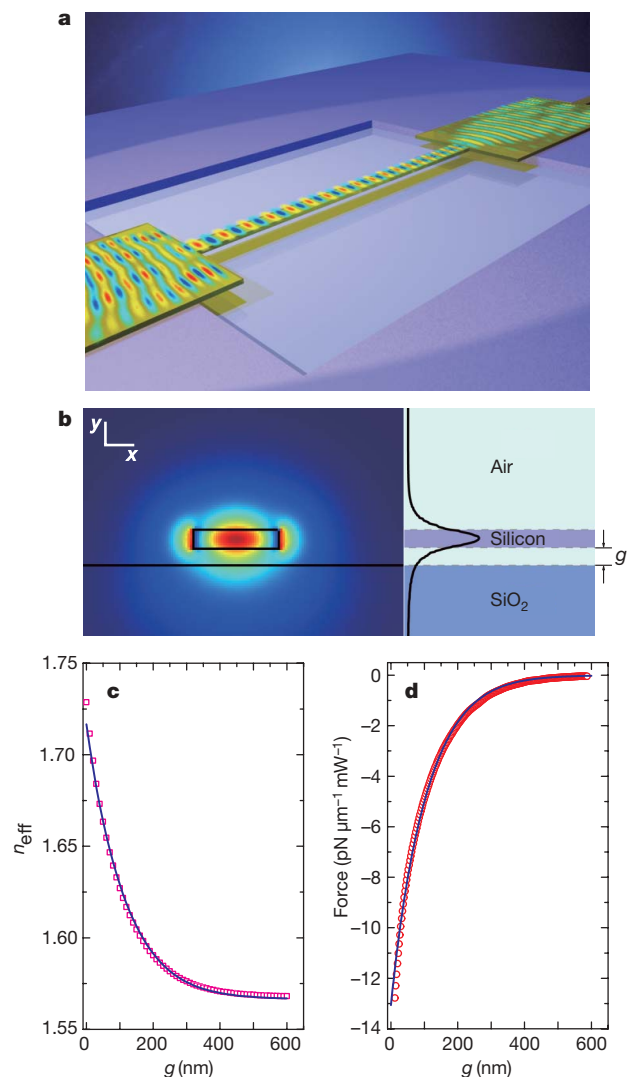 a
b
y
x
Air
Silicon
g
SiO₂
c
1.75
1.70
1.65
1.60
1.55
n_eff
0 200 400 600
g (nm)
d
0
−2
−4
−6
−8
−10
−12
−14
Force (pN μm⁻¹ mW⁻¹)
0 200 400 600
g (nm)